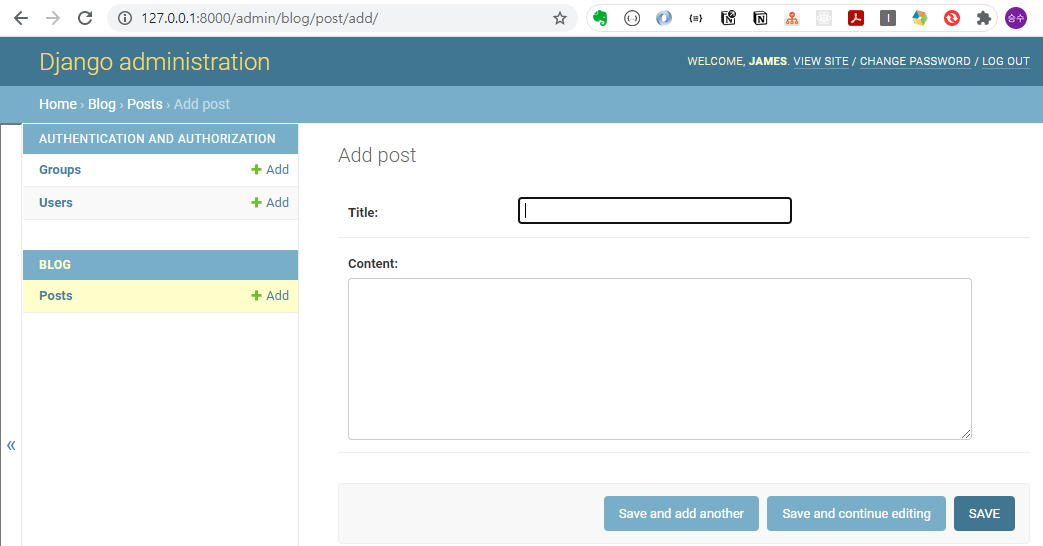 127.0.0.1:8000/admin/blog/post/add/
승수
Django administration
WELCOME, JAMES. VIEW SITE / CHANGE PASSWORD / LOG OUT
Home › Blog › Posts › Add post
AUTHENTICATION AND AUTHORIZATION
Groups + Add
Users + Add
BLOG
Posts + Add
«
Add post
Title:
Content:
Save and add another
Save and continue editing
SAVE